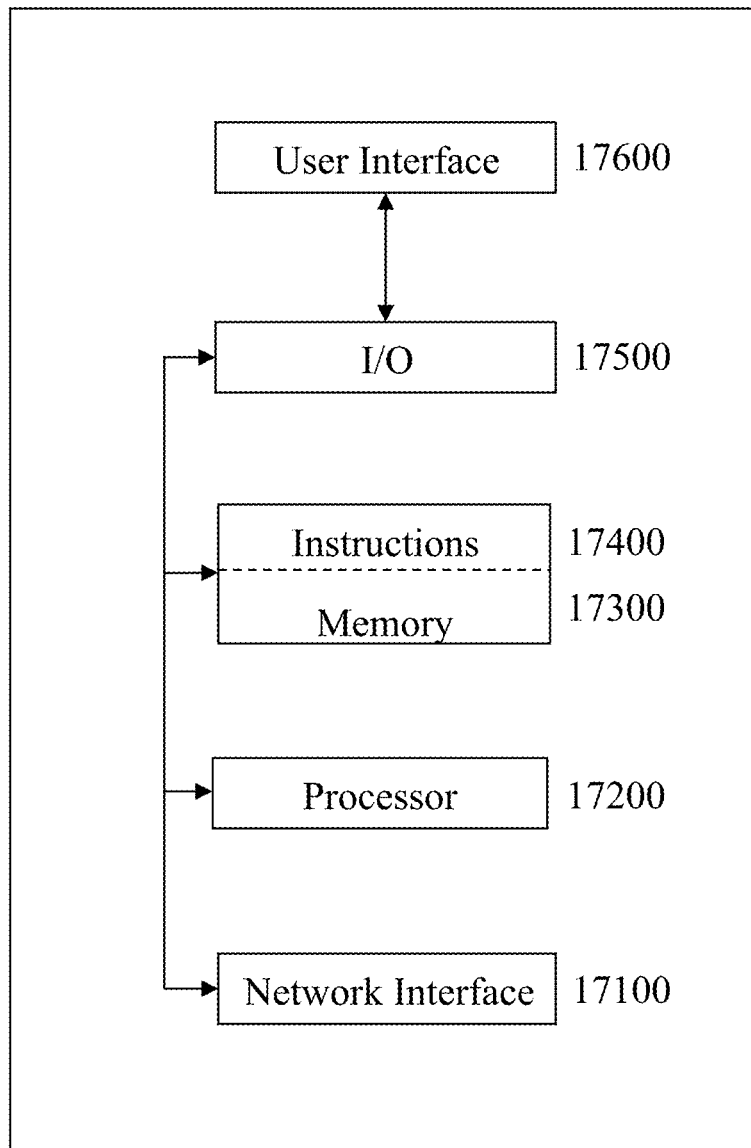 User Interface 17600
I/O 17500
Instructions 17400
Memory 17300
Processor 17200
Network Interface 17100